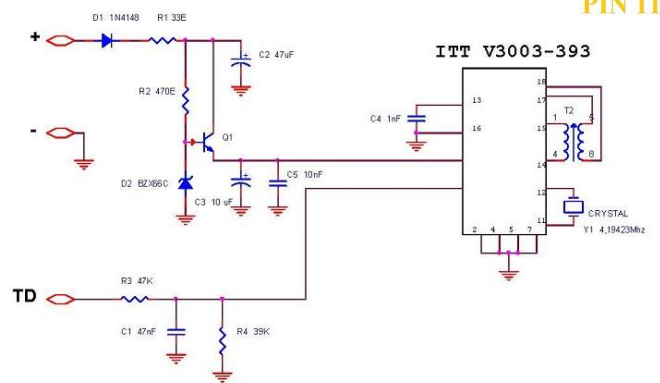 PIN 11
D1 1N4148
R1 33E
+
C2 47uF
ITT V3003-393
R2 470E
18
17
13
C4 1nF
16
T2
1
5
15
-
Q1
4
8
14
D2 BZX66C
C3 10 uF
C5 10nF
12
CRYSTAL
11
Y1 4,19423Mhz
2
4
5
7
R3 47K
TD
C1 47nF
R4 39K